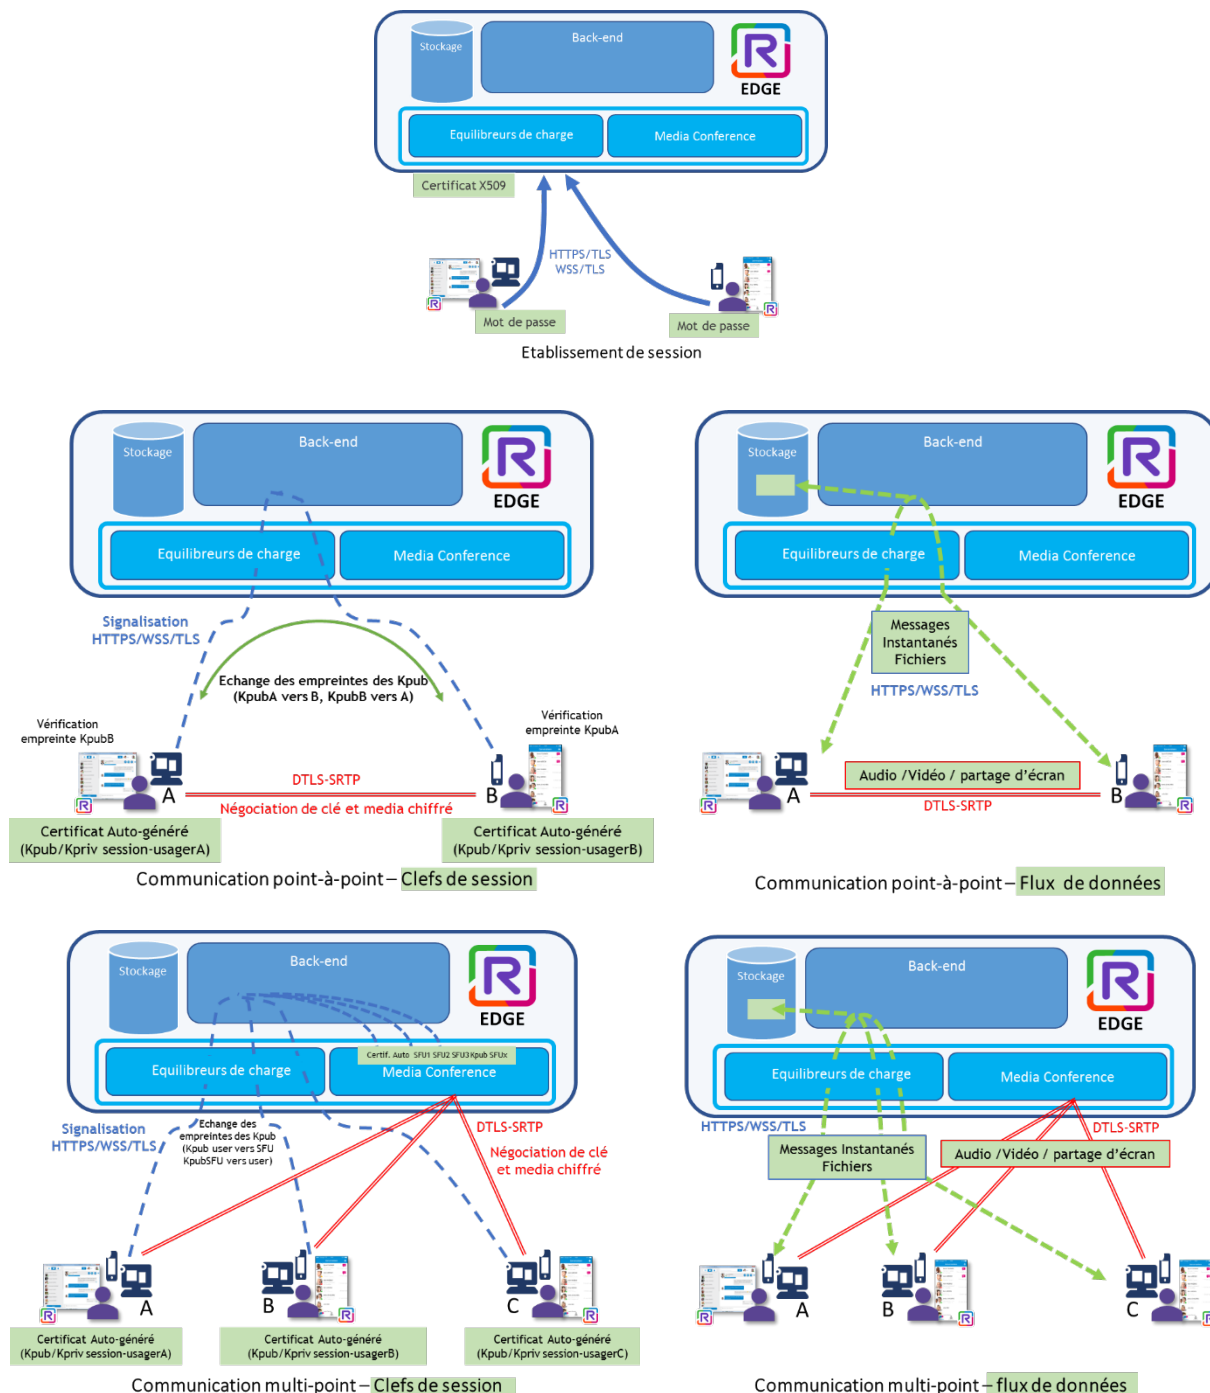 Stockage
Back-end
EDGE
Equilibreurs de charge
Media Conference
Certificat X509
HTTPS/TLS
WSS/TLS
Mot de passe
Mot de passe
Etablissement de session
Stockage
Back-end
EDGE
Equilibreurs de charge
Media Conference
Signalisation
HTTPS/WSS/TLS
Echange des empreintes des Kpub
(KpubA vers B, KpubB vers A)
Vérification
empreinte KpubB
Vérification
empreinte KpubA
A
B
DTLS-SRTP
Négociation de clé et media chiffré
Certificat Auto-généré
(Kpub/Kpriv session-usagerA)
Certificat Auto-généré
(Kpub/Kpriv session-usagerB)
Communication point-à-point – Clefs de session
Stockage
Back-end
EDGE
Equilibreurs de charge
Media Conference
Messages
Instantanés
Fichiers
HTTPS/WSS/TLS
A
B
Audio /Vidéo / partage d'écran
DTLS-SRTP
Communication point-à-point – Flux de données
Stockage
Back-end
EDGE
Certif. Auto SFU1 SFU2 SFU3 Kpub SFUx
Equilibreurs de charge
Media Conference
Signalisation
HTTPS/WSS/TLS
Echange des
empreintes des Kpub
(Kpub user vers SFU
KpubSFU vers user)
DTLS-SRTP
Négociation de clé
et media chiffré
A
B
C
Certificat Auto-généré
(Kpub/Kpriv session-usagerA)
Certificat Auto-généré
(Kpub/Kpriv session-usagerB)
Certificat Auto-généré
(Kpub/Kpriv session-usagerC)
Communication multi-point – Clefs de session
Stockage
Back-end
EDGE
Equilibreurs de charge
Media Conference
HTTPS/WSS/TLS
DTLS-SRTP
Messages Instantanés
Fichiers
Audio /Vidéo / partage d'écran
A
B
C
Communication multi-point – flux de données